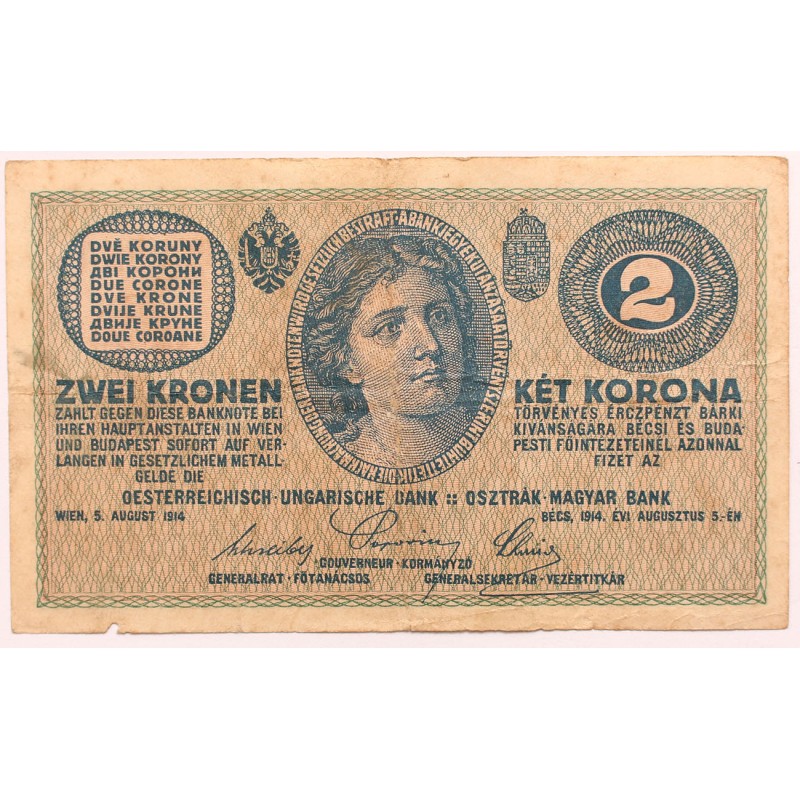 DVĚ KORUNY
DWIE KORONY
ДВІ КОРОНИ
DUE CORONE
DVE KRONE
DVIJE KRUNE
ДВИЈЕ КРУНЕ
DOUE COROANE
2
ZWEI KRONEN
ZAHLT GEGEN DIESE BANKNOTE BEI
IHREN HAUPTANSTALTEN IN WIEN
UND BUDAPEST SOFORT AUF VER-
LANGEN IN GESETZLICHEM METALL-
GELDE DIE
KÉT KORONA
TÖRVÉNYES ÉRCZPÉNZT BÁRKI
KIVÁNSÁGÁRA BÉCSI ÉS BUDA-
PESTI FŐINTÉZETEINÉL AZONNAL
FIZET AZ
OESTERREICHISCH-UNGARISCHE BANK :: OSZTRÁK-MAGYAR BANK
WIEN, 5. AUGUST 1914
BÉCS, 1914. ÉVI AUGUSZTUS 5.-ÉN
GOUVERNEUR · KORMÁNYZÓ
GENERALRAT · FŐTANÁCSOS
GENERALSEKRETÄR · VEZÉRTITKÁR